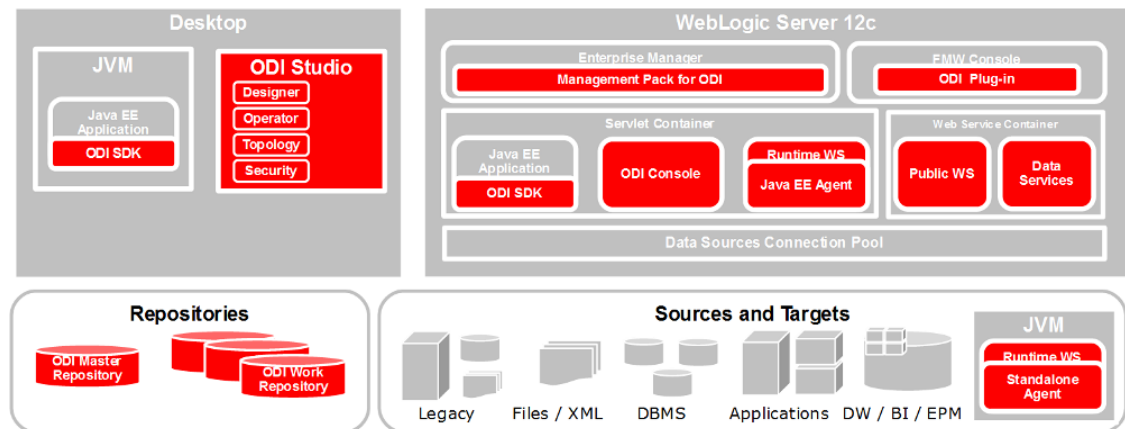 Desktop
JVM
Java EE
Application
ODI SDK
ODI Studio
Designer
Operator
Topology
Security
WebLogic Server 12c
Enterprise Manager
Management Pack for ODI
FMW Console
ODI Plug-in
Servlet Container
Java EE
Application
ODI SDK
ODI Console
Runtime WS
Java EE Agent
Web Service Container
Public WS
Data
Services
Data Sources Connection Pool
Repositories
ODI Master
Repository
ODI Work
Repository
Sources and Targets
Legacy
Files / XML
DBMS
Applications
DW / BI / EPM
JVM
Runtime WS
Standalone
Agent